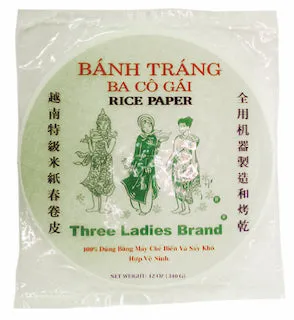 BÁNH TRÁNG
BA CÔ GÁI
RICE PAPER
越南特級米紙春卷皮
全用机器製造和烤乾
Three Ladies Brand
100% Dùng Bằng Máy Chế Biến Và Sấy Khô
Hợp Vệ Sinh
NET WEIGHT: 12 OZ (340 G)